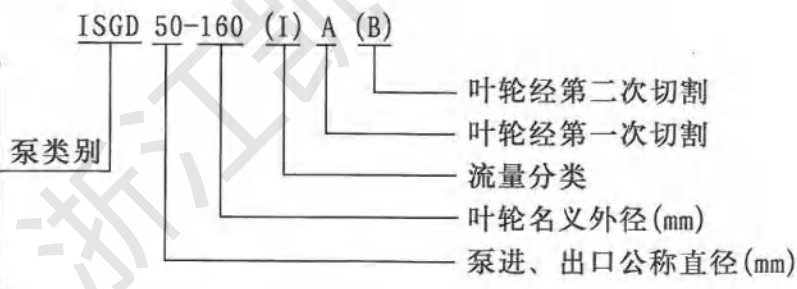 ISGD 50-160 (I) A (B)
叶轮经第二次切割
叶轮经第一次切割
泵类别
流量分类
叶轮名义外径(mm)
泵进、出口公称直径(mm)
浙江